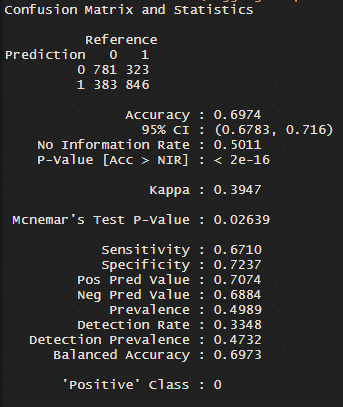 Confusion Matrix and Statistics
Reference
Prediction 0 1
0 781 323
1 383 846
Accuracy : 0.6974
95% CI : (0.6783, 0.716)
No Information Rate : 0.5011
P-Value [Acc > NIR] : < 2e-16
Kappa : 0.3947
Mcnemar's Test P-Value : 0.02639
Sensitivity : 0.6710
Specificity : 0.7237
Pos Pred Value : 0.7074
Neg Pred Value : 0.6884
Prevalence : 0.4989
Detection Rate : 0.3348
Detection Prevalence : 0.4732
Balanced Accuracy : 0.6973
'Positive' Class : 0